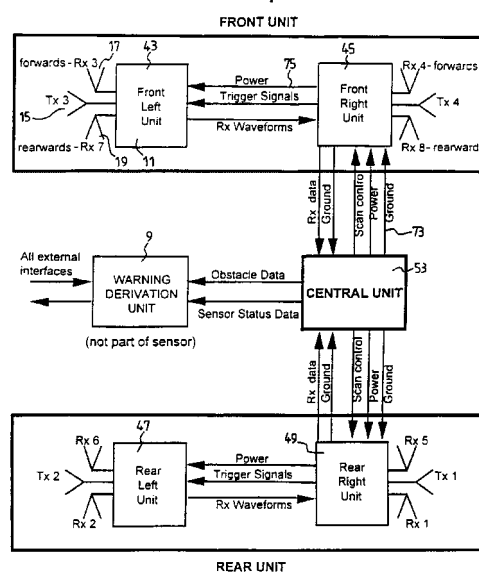 FRONT UNIT
forwards - Rx 3
17
43
Front
Left
Unit
11
15
Tx 3
rearwards - Rx 7
19
Power
75
Trigger Signals
Rx Waveforms
45
Front
Right
Unit
Rx 4 - forwards
Tx 4
Rx 8 - rearwards
Rx data
Ground
Scan control
Power
Ground
73
All external
interfaces
9
WARNING
DERIVATION
UNIT
(not part of sensor)
Obstacle Data
Sensor Status Data
53
CENTRAL UNIT
Rx data
Ground
Scan control
Power
Ground
Rx 6
Tx 2
Rx 2
47
Rear
Left
Unit
Power
Trigger Signals
Rx Waveforms
49
Rear
Right
Unit
Rx 5
Tx 1
Rx 1
REAR UNIT